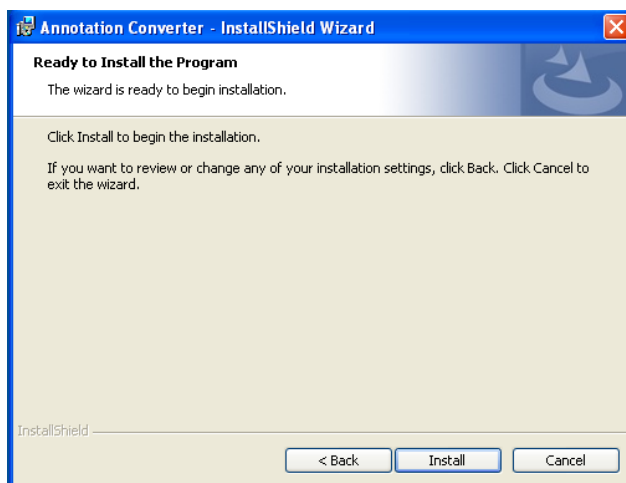 Annotation Converter - InstallShield Wizard
Ready to Install the Program
The wizard is ready to begin installation.
Click Install to begin the installation.
If you want to review or change any of your installation settings, click Back. Click Cancel to
exit the wizard.
InstallShield
< Back Install Cancel